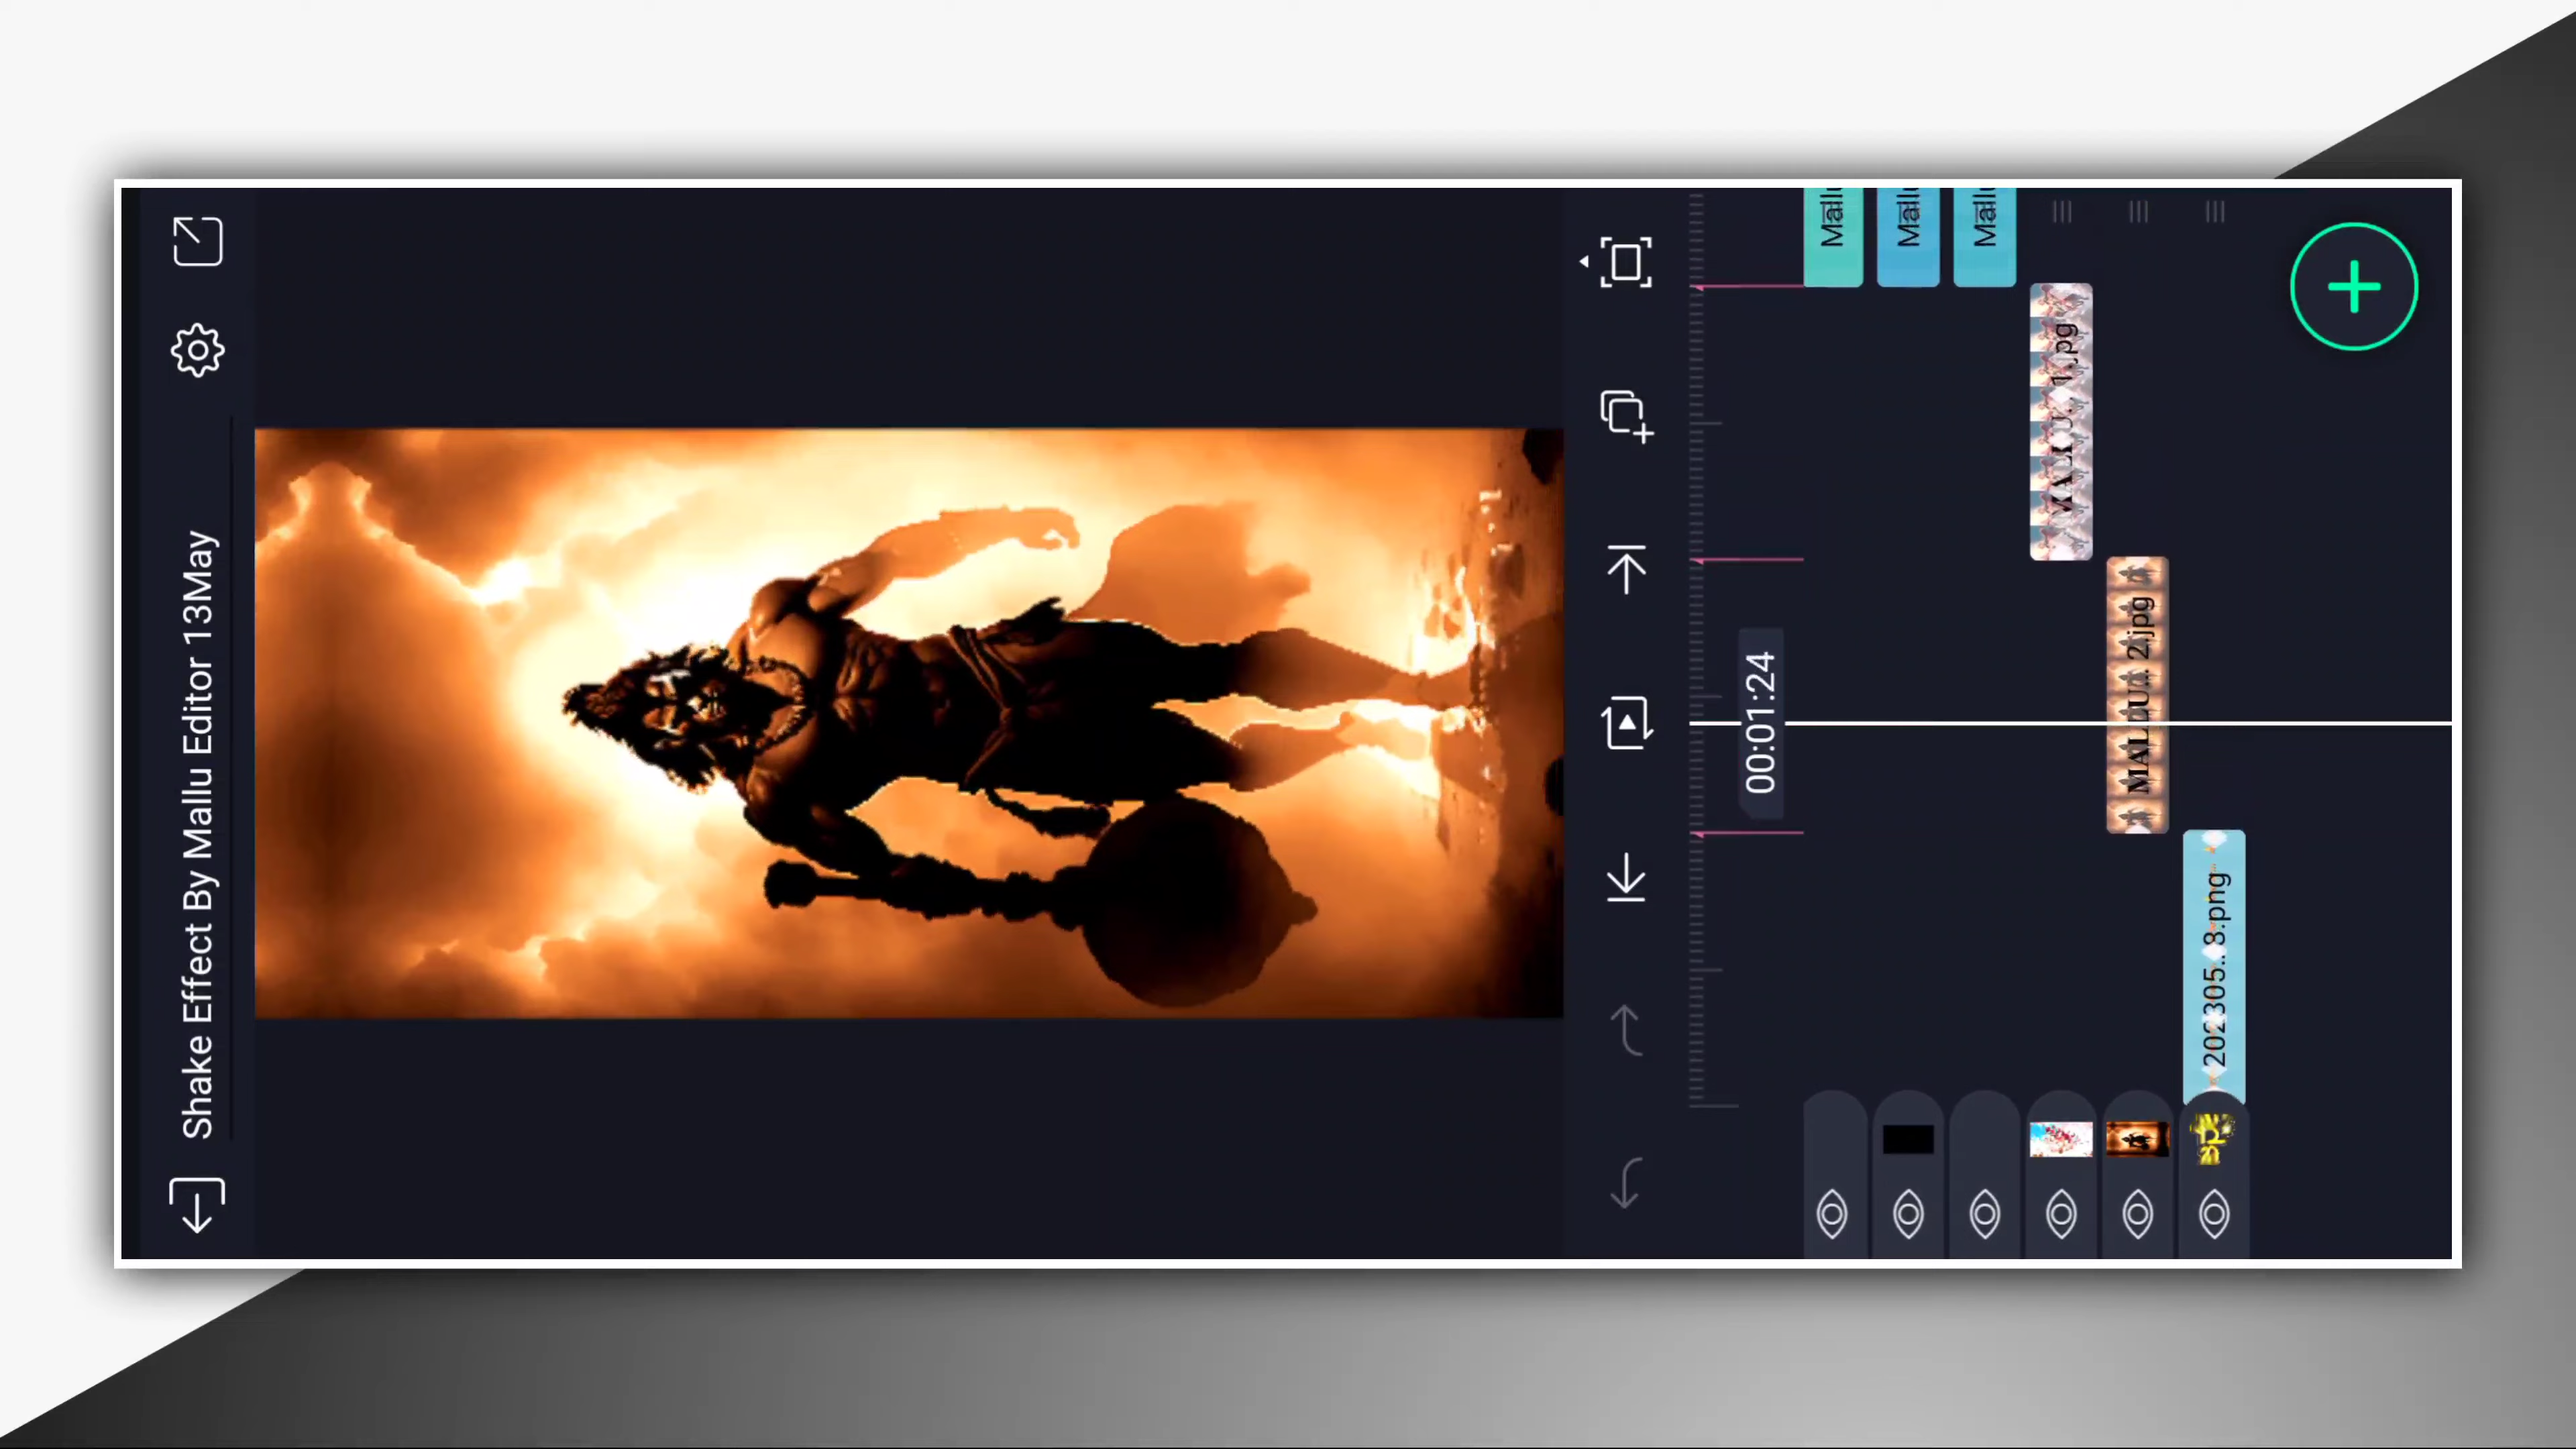 Shake Effect By Mallu Editor 13May
00:01:24
Mallu
Mallu
Mallu
MALLU... 1.jpg
MALLU... 2.jpg
202305...8.png